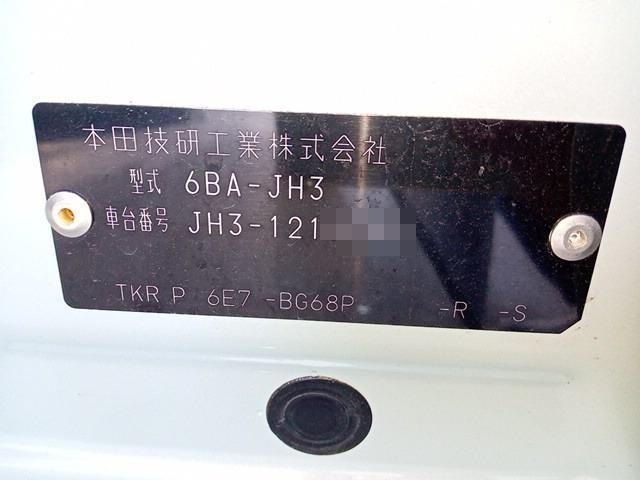 本田技研工業株式会社
型式 6BA-JH3
車台番号 JH3-121
TKR P 6E7 -BG68P -R -S